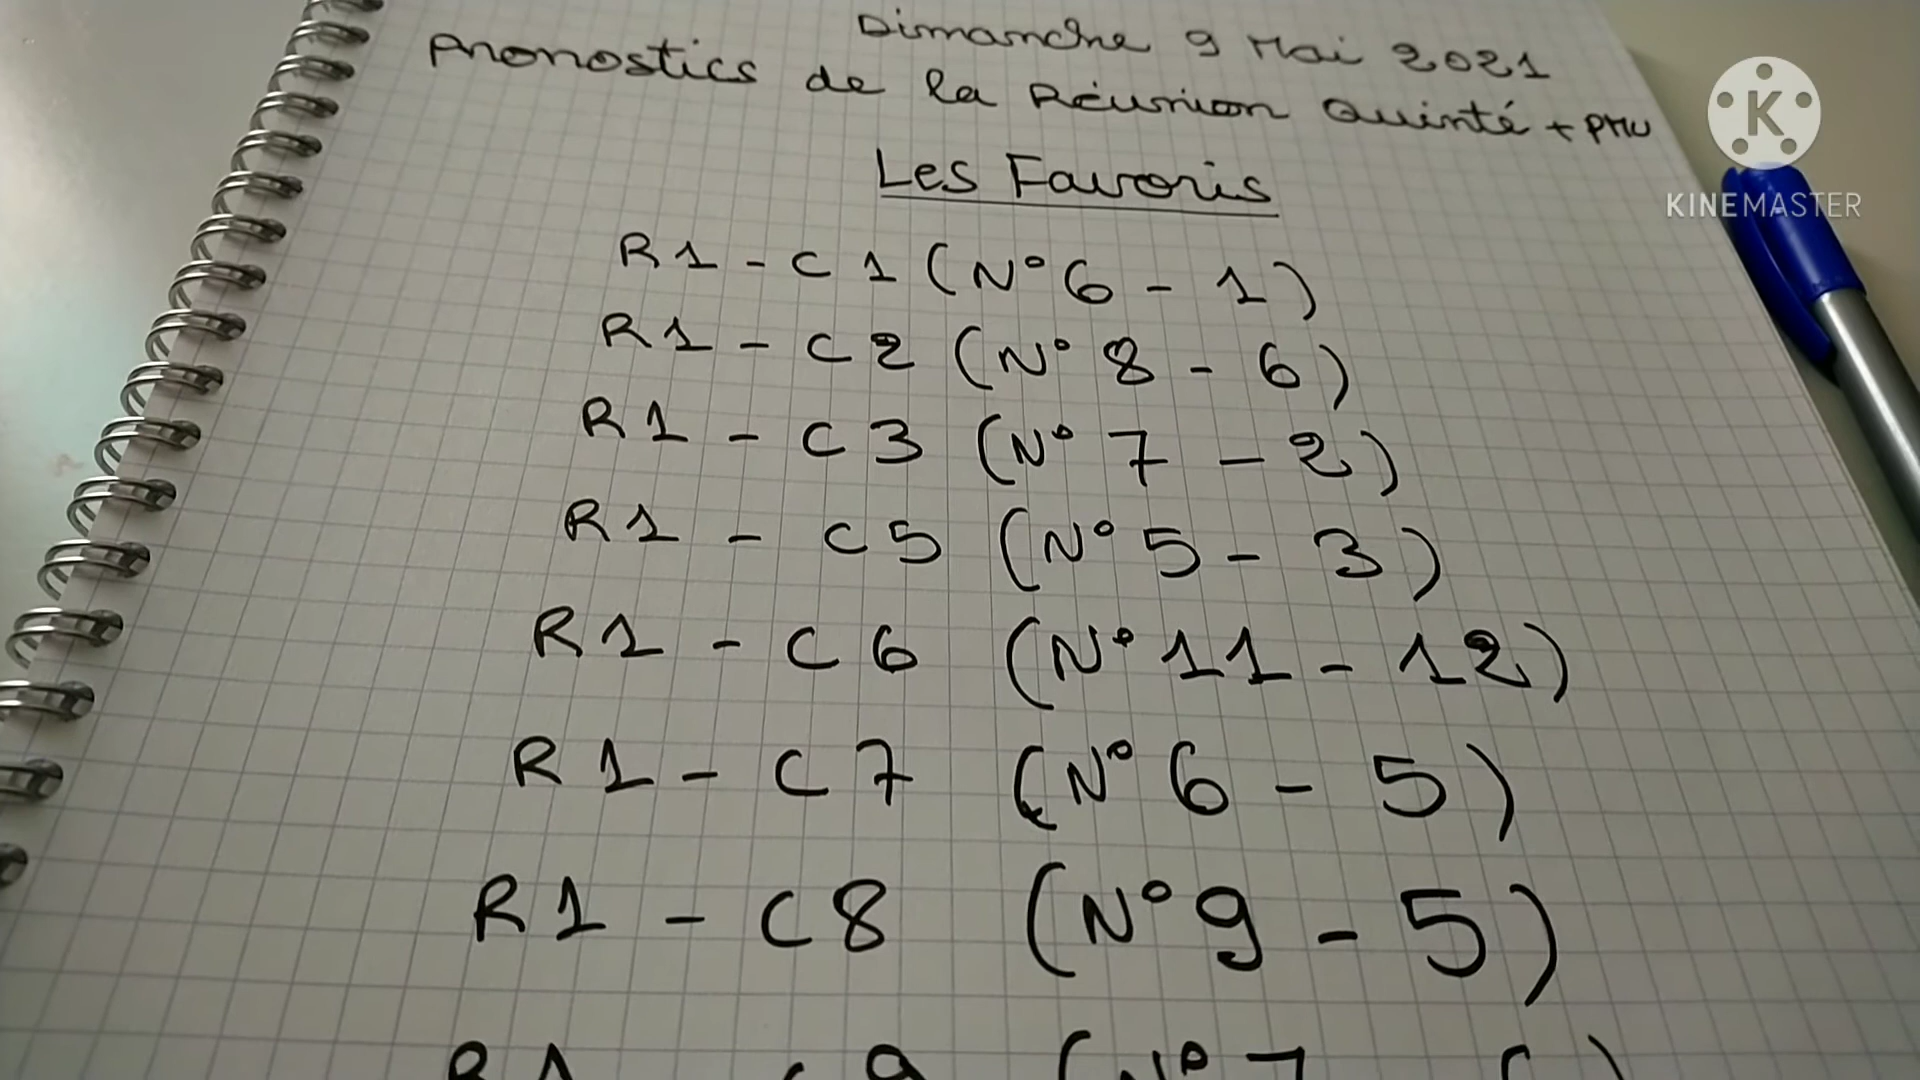 Dimanche 9 Mai 2021
Pronostics de la Réunion Quinté + PMU
Les Favoris
R1 - C1 (N° 6 - 1)
R1 - C2 (N° 8 - 6)
R1 - C3 (N° 7 - 2)
R1 - C5 (N° 5 - 3)
R1 - C6 (N° 11 - 12)
R1 - C7 (N° 6 - 5)
R1 - C8 (N° 9 - 5)
K
KINEMASTER